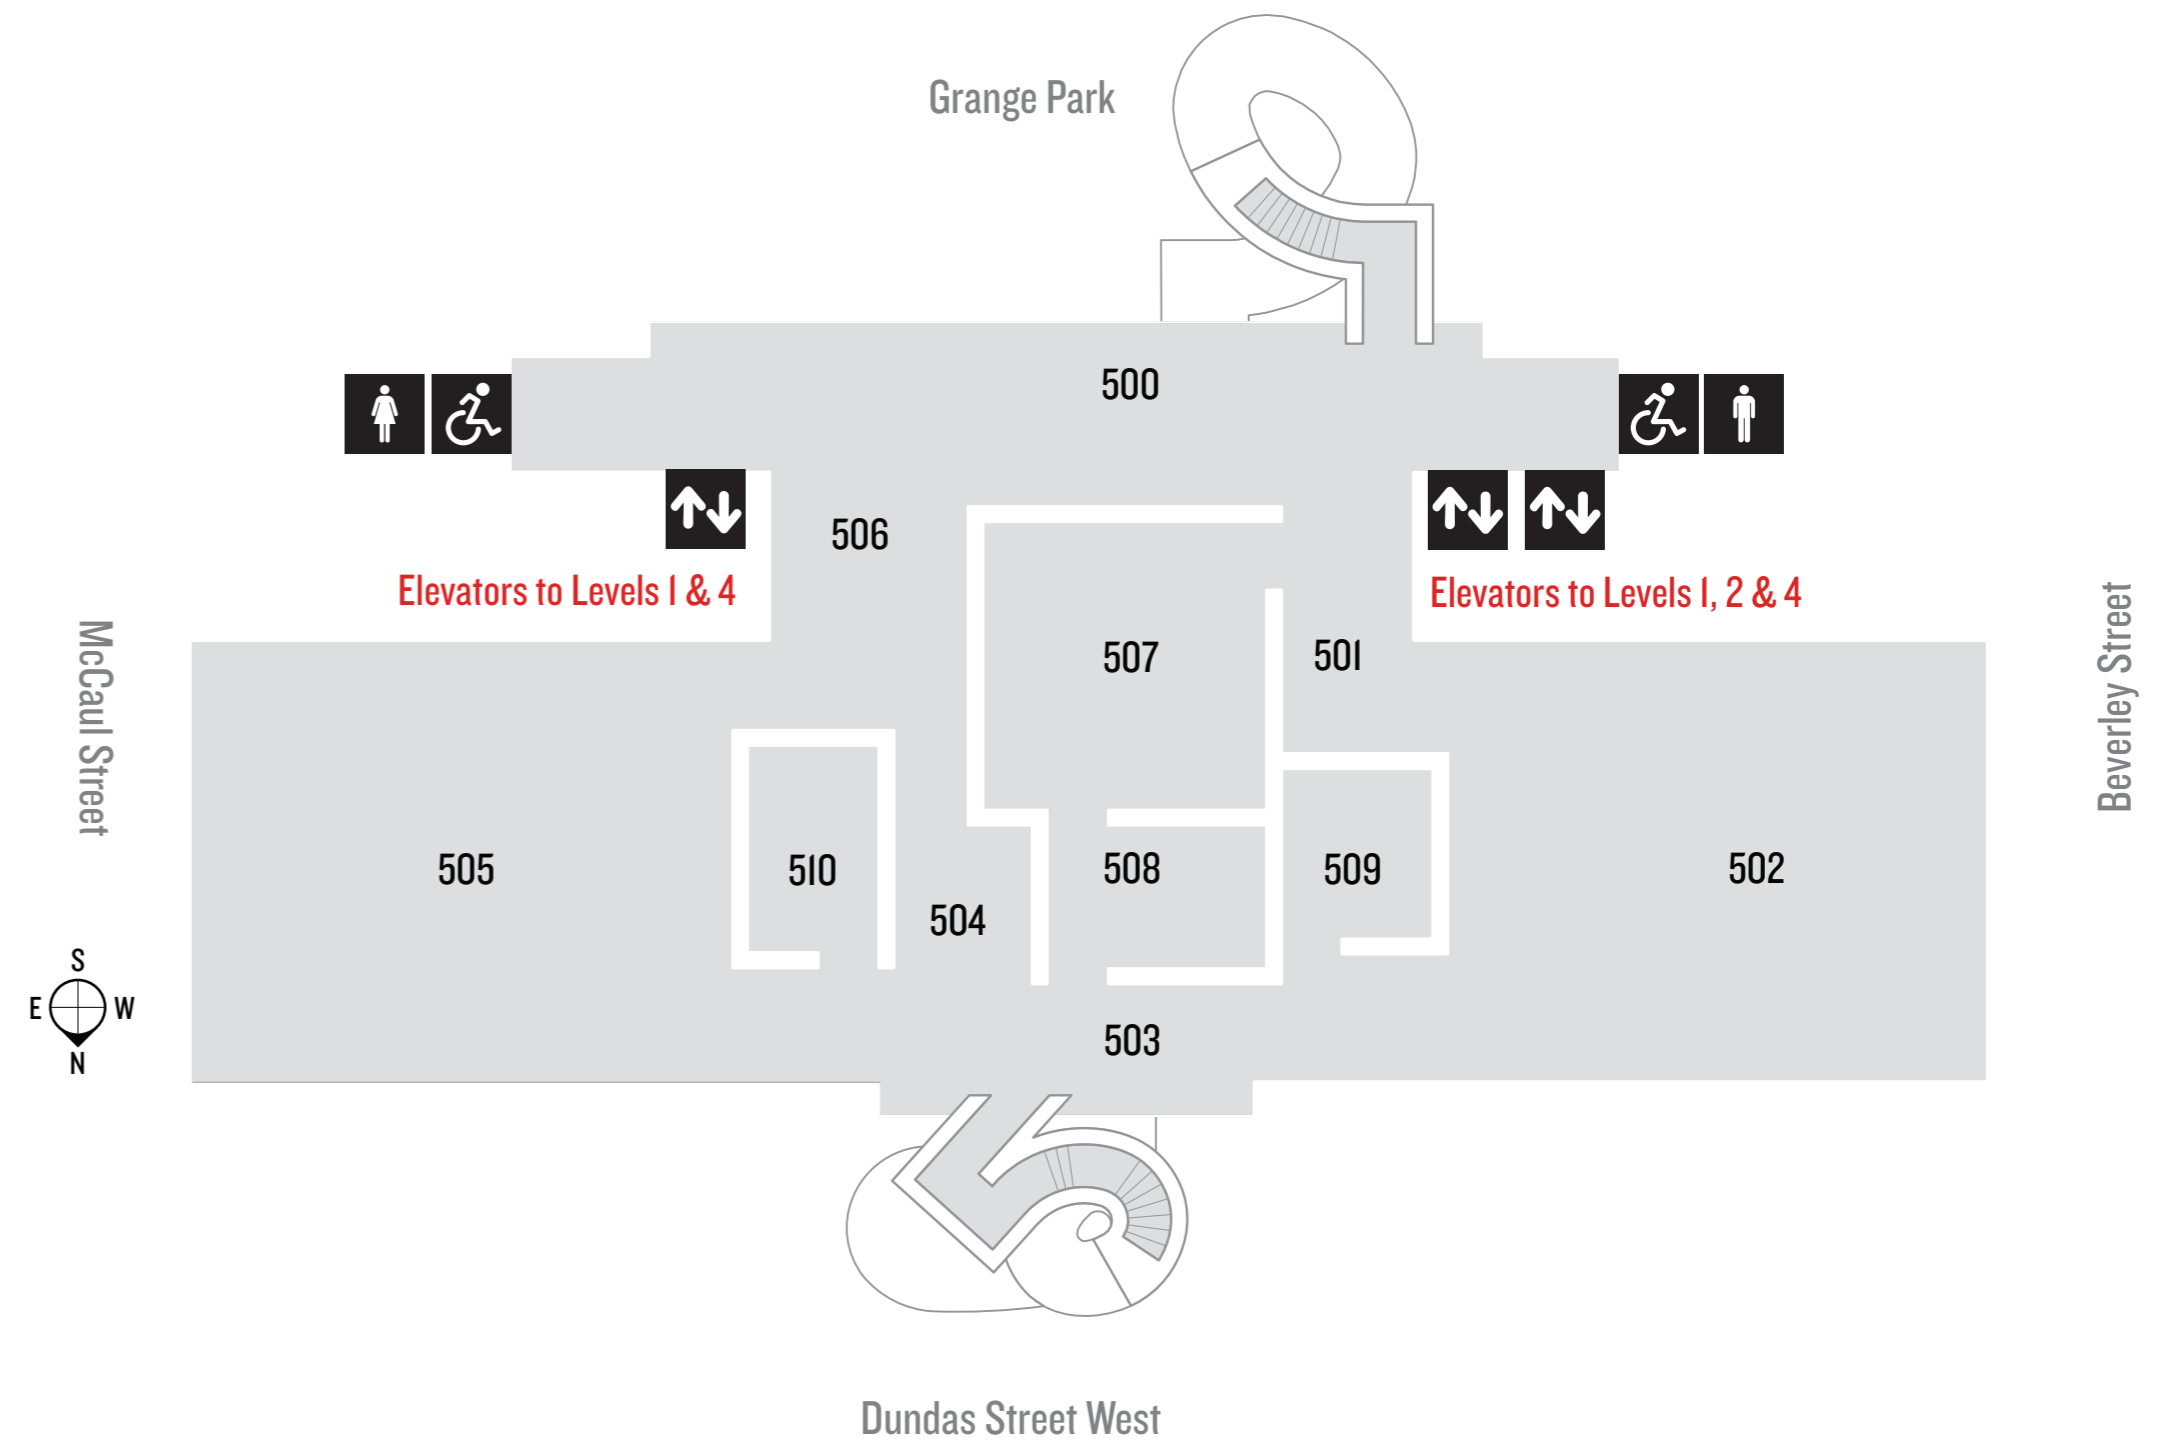 Grange Park
500
506
Elevators to Levels 1 & 4
Elevators to Levels 1, 2 & 4
McCaul Street
507
501
Beverley Street
505
510
508
509
502
504
S
E
W
N
503
Dundas Street West